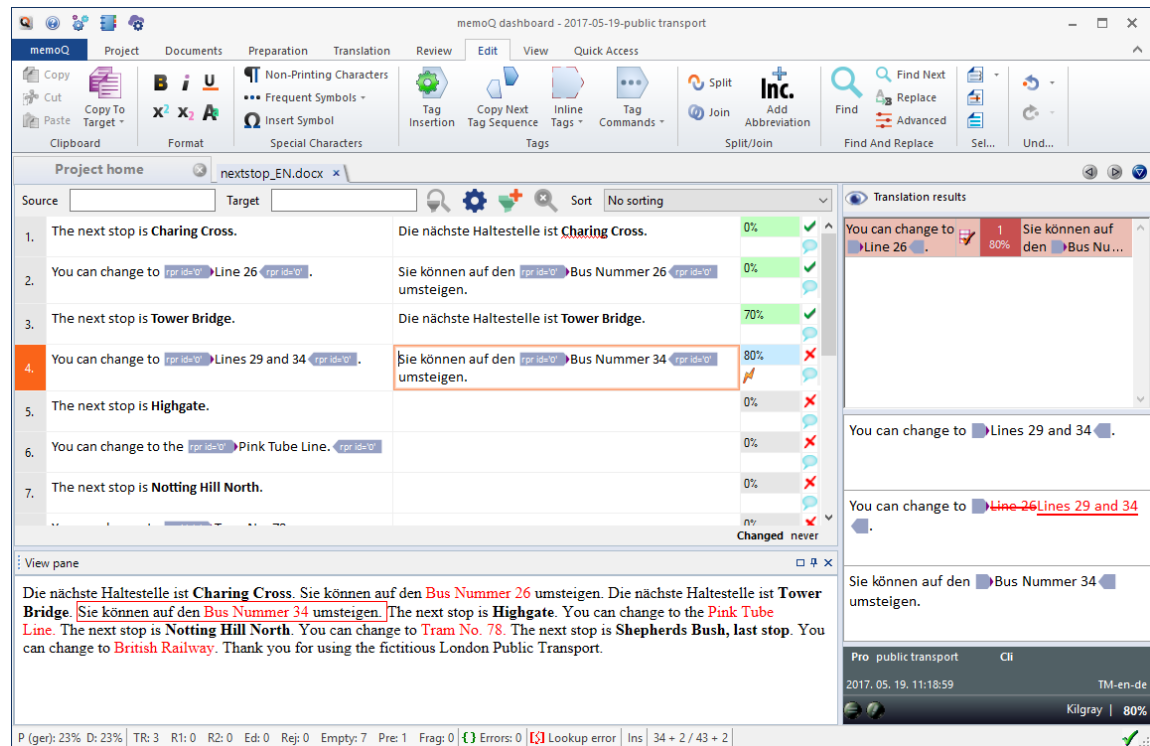 memoQ dashboard - 2017-05-19-public transport
memoQ Project Documents Preparation Translation Review Edit View Quick Access
Copy
Cut
Paste
Copy To
Target
Clipboard
B i U
X² X₂ A
Format
Non-Printing Characters
Frequent Symbols
Insert Symbol
Special Characters
Tag
Insertion
Copy Next
Tag Sequence
Inline
Tags
Tag
Commands
Tags
Split
Join
Inc.
Add
Abbreviation
Split/Join
Find
Find Next
Replace
Advanced
Find And Replace
Sel...
Und...
Project home nextstop_EN.docx ×
Source Target Sort No sorting
1. The next stop is Charing Cross. Die nächste Haltestelle ist Charing Cross. 0%
2. You can change to rpr id='0' Line 26 rpr id='0' . Sie können auf den rpr id='0' Bus Nummer 26 rpr id='0' 0%
umsteigen.
3. The next stop is Tower Bridge. Die nächste Haltestelle ist Tower Bridge. 70%
4. You can change to rpr id='0' Lines 29 and 34 rpr id='0' . Sie können auf den rpr id='0' Bus Nummer 34 rpr id='0' 80%
umsteigen.
5. The next stop is Highgate. 0%
6. You can change to the rpr id='0' Pink Tube Line. rpr id='0' 0%
7. The next stop is Notting Hill North. 0%
Changed never
Translation results
You can change to
Line 26 .
1
80%
Sie können auf
den Bus Nu...
You can change to Lines 29 and 34 .
You can change to Line 26Lines 29 and 34
.
Sie können auf den Bus Nummer 34
umsteigen.
Pro public transport Cli
2017. 05. 19. 11:18:59 TM-en-de
Kilgray | 80%
View pane
Die nächste Haltestelle ist Charing Cross. Sie können auf den Bus Nummer 26 umsteigen. Die nächste Haltestelle ist Tower
Bridge. Sie können auf den Bus Nummer 34 umsteigen. The next stop is Highgate. You can change to the Pink Tube
Line. The next stop is Notting Hill North. You can change to Tram No. 78. The next stop is Shepherds Bush, last stop. You
can change to British Railway. Thank you for using the fictitious London Public Transport.
P (ger): 23% D: 23% TR: 3 R1: 0 R2: 0 Ed: 0 Rej: 0 Empty: 7 Pre: 1 Frag: 0 {} Errors: 0 Lookup error Ins 34 + 2 / 43 + 2